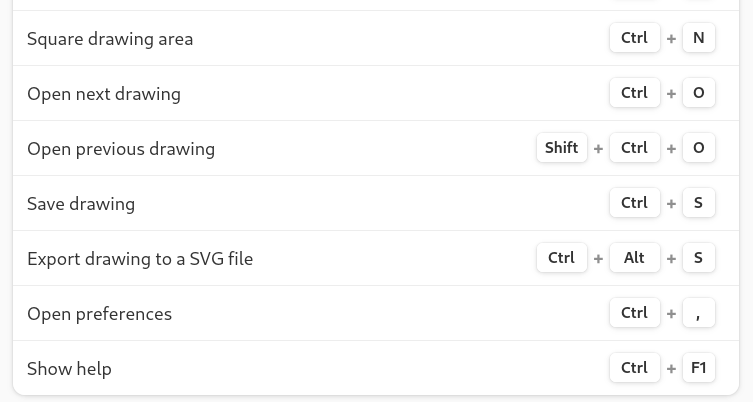 Square drawing area Ctrl + N
Open next drawing Ctrl + O
Open previous drawing Shift + Ctrl + O
Save drawing Ctrl + S
Export drawing to a SVG file Ctrl + Alt + S
Open preferences Ctrl + ,
Show help Ctrl + F1